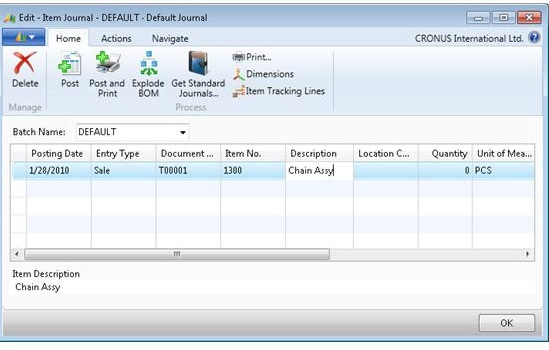 Edit - Item Journal - DEFAULT · Default Journal
Home Actions Navigate CRONUS International Ltd.
Delete Post Post and Print Explode BOM Get Standard Journals... Print...
Dimensions
Item Tracking Lines
Manage Process
Batch Name: DEFAULT
Posting Date Entry Type Document ... Item No. Description Location C... Quantity Unit of Mea...
1/28/2010 Sale T00001 1300 Chain Assy 0 PCS
Item Description
Chain Assy
OK